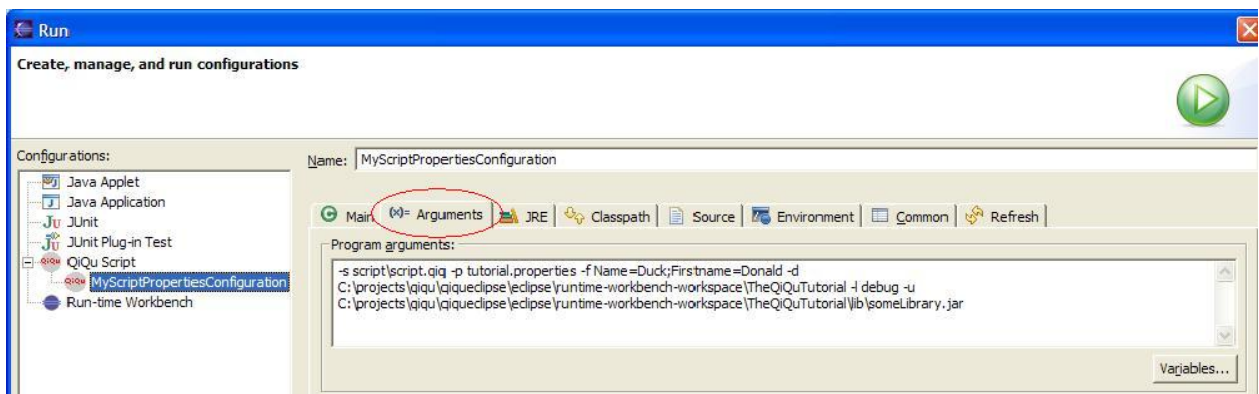 Run
Create, manage, and run configurations
Configurations:
Java Applet
Java Application
JUnit
JUnit Plug-in Test
QiQu Script
MyScriptPropertiesConfiguration
Run-time Workbench
Name: MyScriptPropertiesConfiguration
Main (x)= Arguments JRE Classpath Source Environment Common Refresh
Program arguments:
-s script\script.qiq -p tutorial.properties -f Name=Duck;Firstname=Donald -d
C:\projects\qiqu\qiqueclipse\eclipse\runtime-workbench-workspace\TheQiQuTutorial -l debug -u
C:\projects\qiqu\qiqueclipse\eclipse\runtime-workbench-workspace\TheQiQuTutorial\lib\someLibrary.jar
Variables...